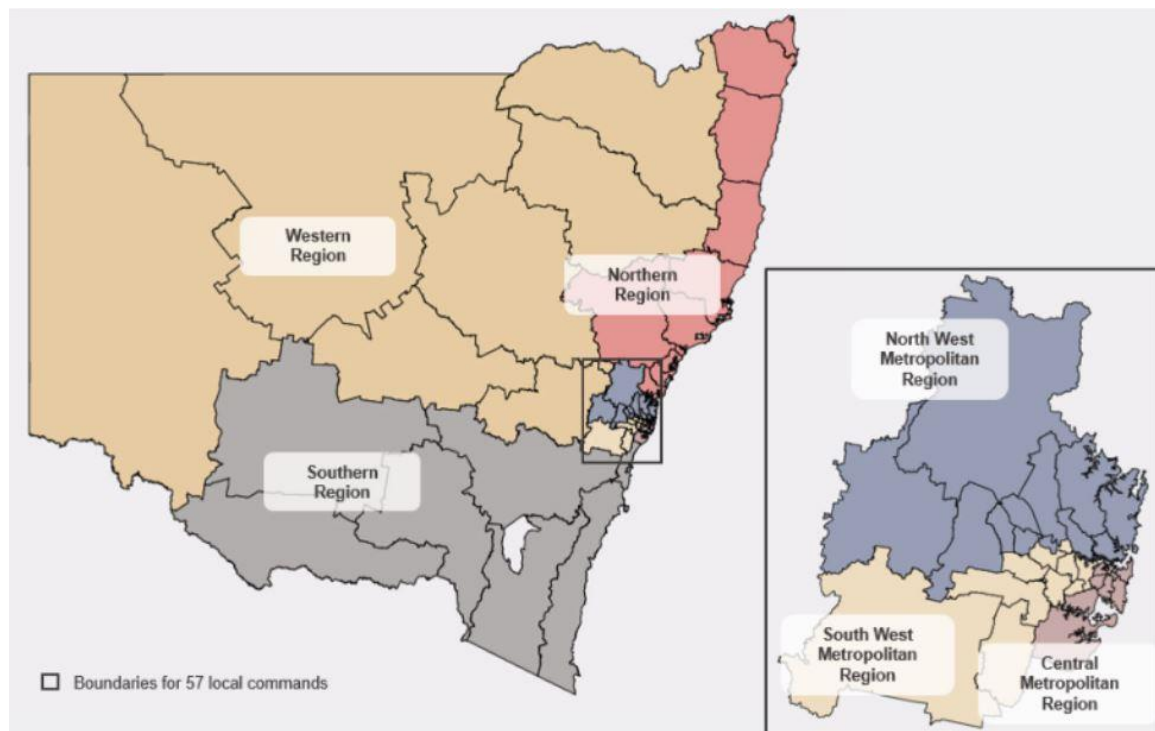 Western
Region
Northern
Region
Southern
Region
Boundaries for 57 local commands
North West
Metropolitan
Region
South West
Metropolitan
Region
Central
Metropolitan
Region